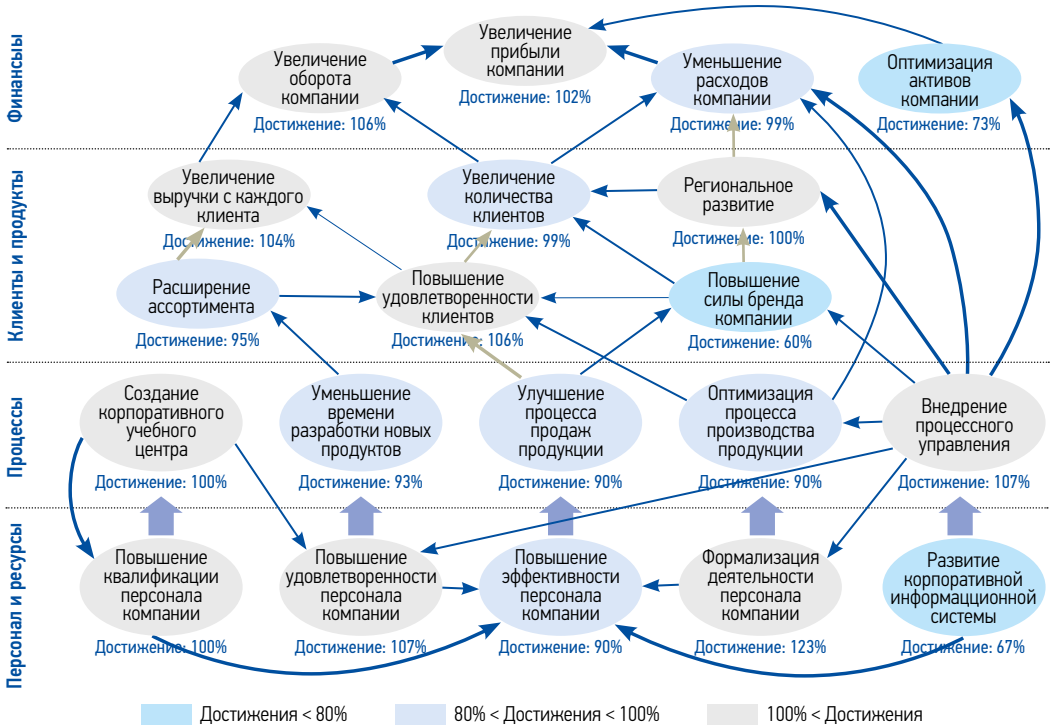 Финансыы
Увеличение
оборота
компании
Достижение: 106%
Увеличение
прибыли
компании
Достижение: 102%
Уменьшение
расходов
компании
Достижение: 99%
Оптимизация
активов
компании
Достижение: 73%
Клиенты и продукты
Увеличение
выручки с каждого
клиента
Достижение: 104%
Увеличение
количества
клиентов
Достижение: 99%
Региональное
развитие
Достижение: 100%
Расширение
ассортимента
Достижение: 95%
Повышение
удовлетворенности
клиентов
Достижение: 106%
Повышение
силы бренда
компании
Достижение: 60%
Процессы
Создание
корпоративного
учебного
центра
Достижение: 100%
Уменьшение
времени
разработки новых
продуктов
Достижение: 93%
Улучшение
процесса
продаж
продукции
Достижение: 90%
Оптимизация
процесса
производства
продукции
Достижение: 90%
Внедрение
процессного
управления
Достижение: 107%
Персонал и ресурсы
Повышение
квалификации
персонала
компании
Достижение: 100%
Повышение
удовлетворенности
персонала
компании
Достижение: 107%
Повышение
эффективности
персонала
компании
Достижение: 90%
Формализация
деятельности
персонала
компании
Достижение: 123%
Развитие
корпоративной
информацционной
системы
Достижение: 67%
Достижения < 80%
80% < Достижения < 100%
100% < Достижения